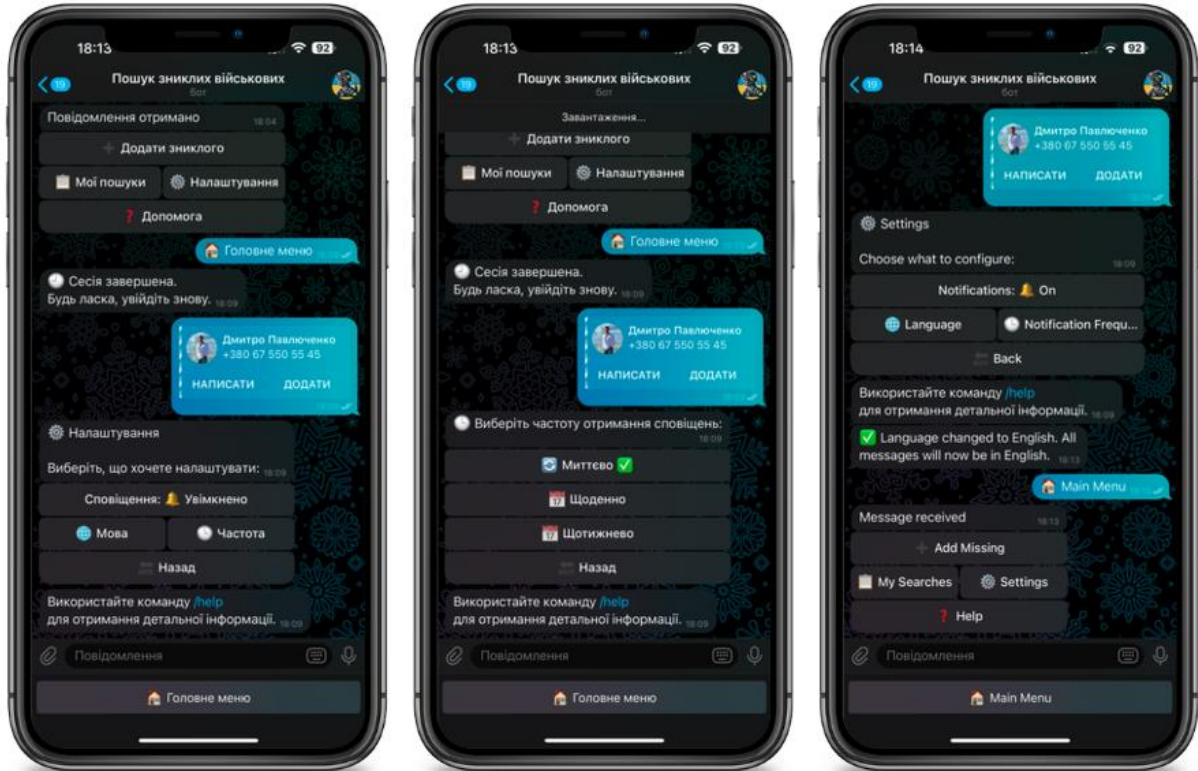 18:13
92
19
Пошук зниклих військових
бот
Повідомлення отримано 18:04
Додати зниклого
Мої пошуки
Налаштування
Допомога
Головне меню
Сесія завершена.
Будь ласка, увійдіть знову. 18:09
Дмитро Павлюченко
+380 67 550 55 45
НАПИСАТИ ДОДАТИ
Налаштування
Виберіть, що хочете налаштувати: 18:09
Сповіщення: Увімкнено
Мова
Частота
Назад
Використайте команду /help
для отримання детальної інформації. 18:09
Повідомлення
Головне меню
18:13
92
19
Пошук зниклих військових
бот
Завантаження...
Додати зниклого
Мої пошуки
Налаштування
Допомога
Головне меню
Сесія завершена.
Будь ласка, увійдіть знову. 18:09
Дмитро Павлюченко
+380 67 550 55 45
НАПИСАТИ ДОДАТИ
Виберіть частоту отримання сповіщень:
18:09
Миттєво
17 Щоденно
17 Щотижнево
Назад
Використайте команду /help
для отримання детальної інформації. 18:09
Повідомлення
Головне меню
18:14
92
19
Пошук зниклих військових
бот
Дмитро Павлюченко
+380 67 550 55 45
НАПИСАТИ ДОДАТИ
Settings
Choose what to configure: 18:09
Notifications: On
Language
Notification Frequ...
Back
Використайте команду /help
для отримання детальної інформації. 18:09
Language changed to English. All
messages will now be in English. 18:13
Main Menu
Message received 18:13
Add Missing
My Searches
Settings
Help
Повідомлення
Main Menu